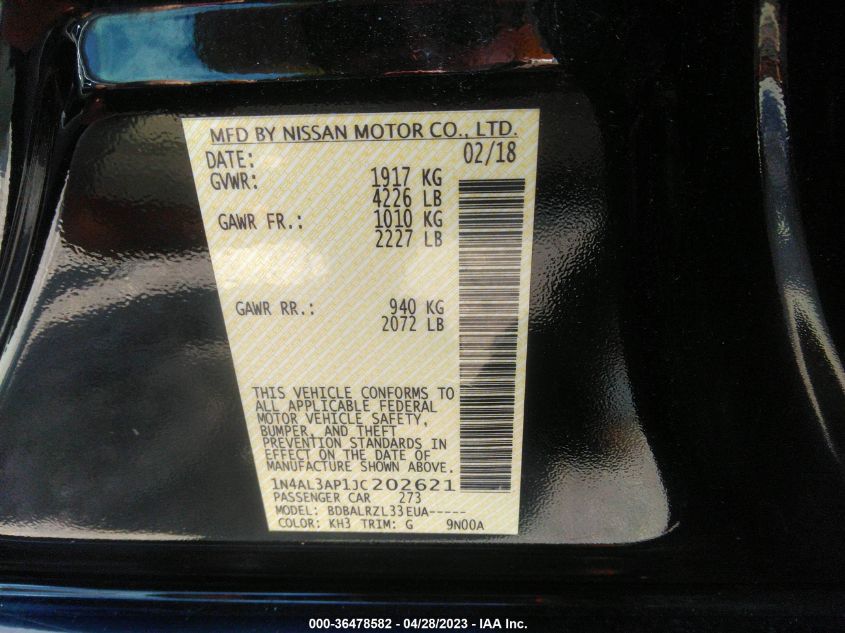 MFD BY NISSAN MOTOR CO., LTD.
DATE: 02/18
GVWR: 1917 KG
4226 LB
GAWR FR.: 1010 KG
2227 LB
GAWR RR.: 940 KG
2072 LB
THIS VEHICLE CONFORMS TO
ALL APPLICABLE FEDERAL
MOTOR VEHICLE SAFETY,
BUMPER, AND THEFT
PREVENTION STANDARDS IN
EFFECT ON THE DATE OF
MANUFACTURE SHOWN ABOVE.
1N4AL3AP1JC202621
PASSENGER CAR 273
MODEL: BDBALRZL33EUA-----
COLOR: KH3 TRIM: G 9N00A
000-36478582 - 04/28/2023 - IAA Inc.